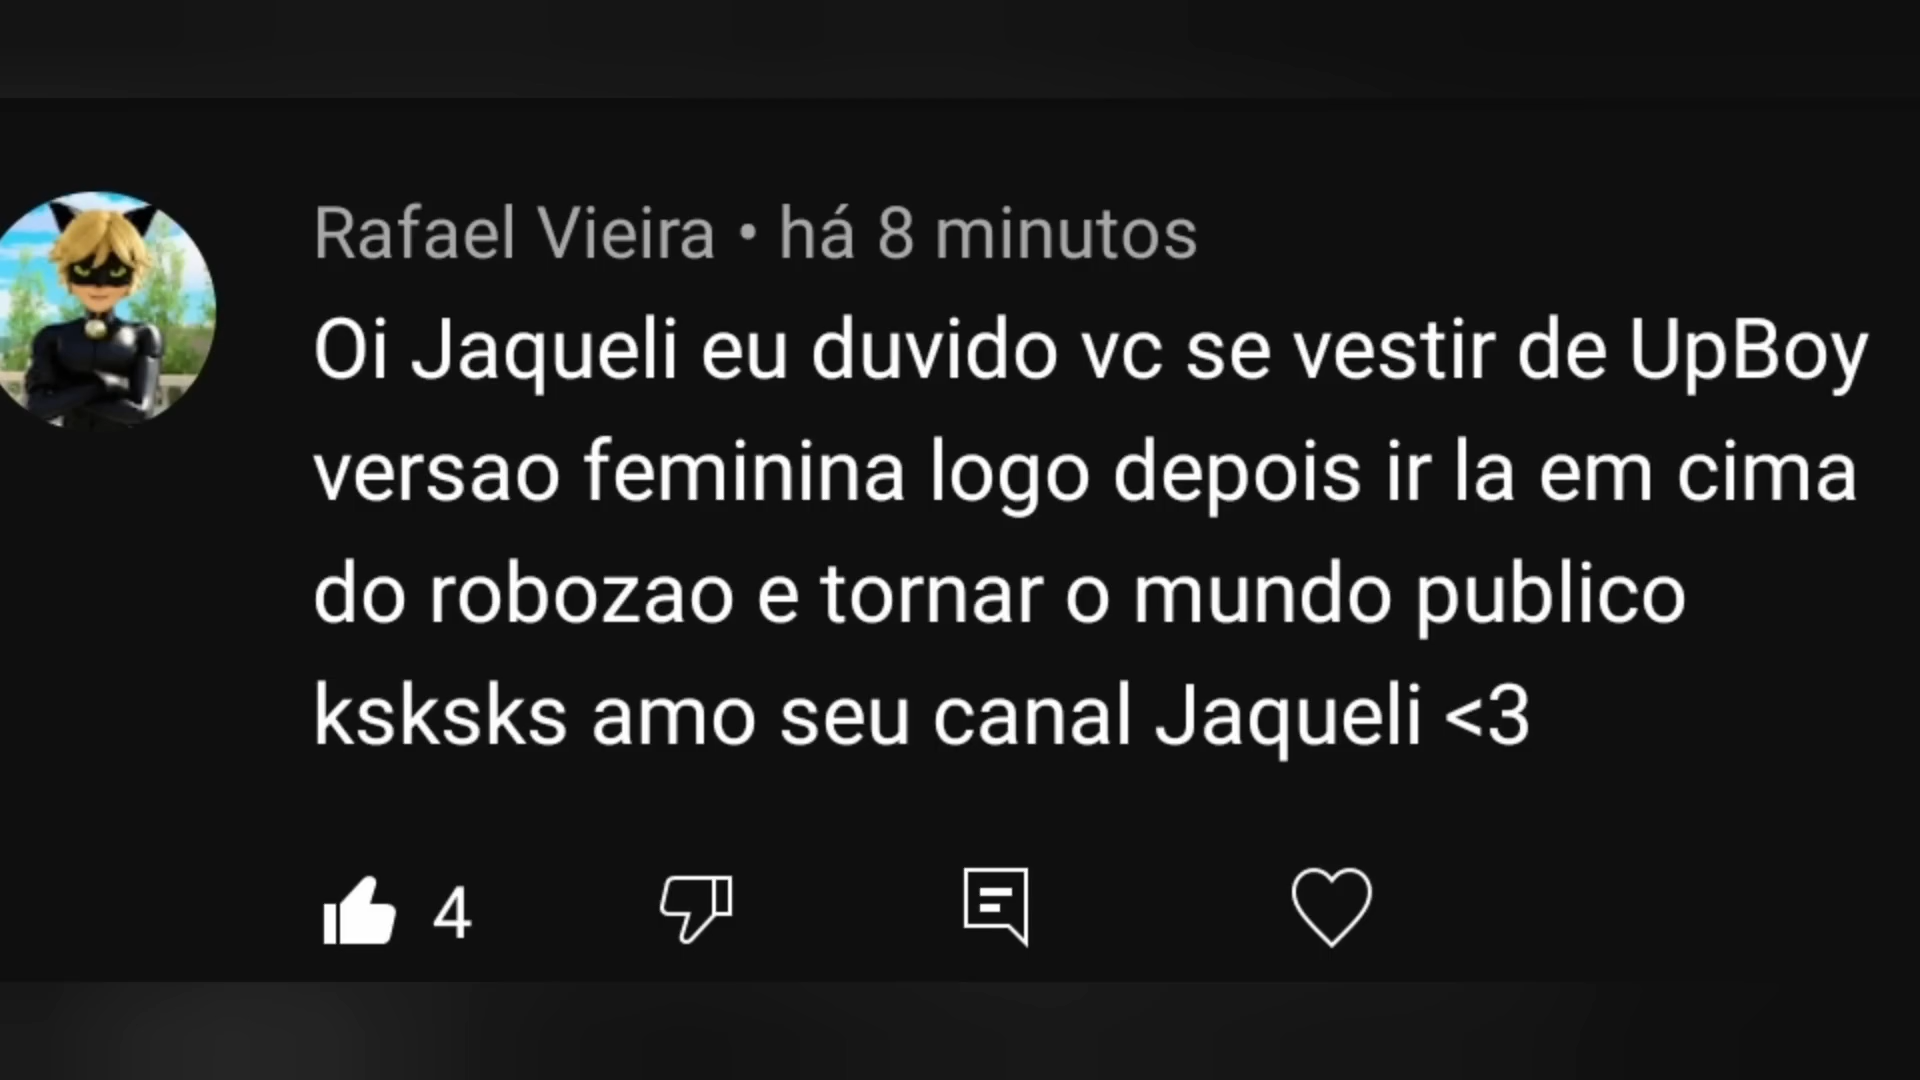 Rafael Vieira • há 8 minutos
Oi Jaqueli eu duvido vc se vestir de UpBoy
versao feminina logo depois ir la em cima
do robozao e tornar o mundo publico
ksksks amo seu canal Jaqueli <3
4